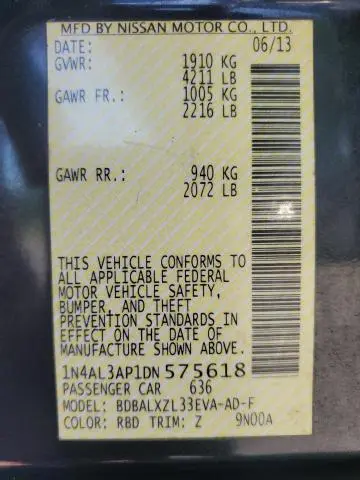 MFD BY NISSAN MOTOR CO., LTD.
DATE: 06/13
GVWR: 1910 KG
4211 LB
GAWR FR.: 1005 KG
2216 LB
GAWR RR.: 940 KG
2072 LB
THIS VEHICLE CONFORMS TO
ALL APPLICABLE FEDERAL
MOTOR VEHICLE SAFETY,
BUMPER, AND THEFT
PREVENTION STANDARDS IN
EFFECT ON THE DATE OF
MANUFACTURE SHOWN ABOVE.
1N4AL3AP1DN 575618
PASSENGER CAR 636
MODEL: BDBALXZL33EVA-AD-F
COLOR: RBD TRIM: Z 9N00A